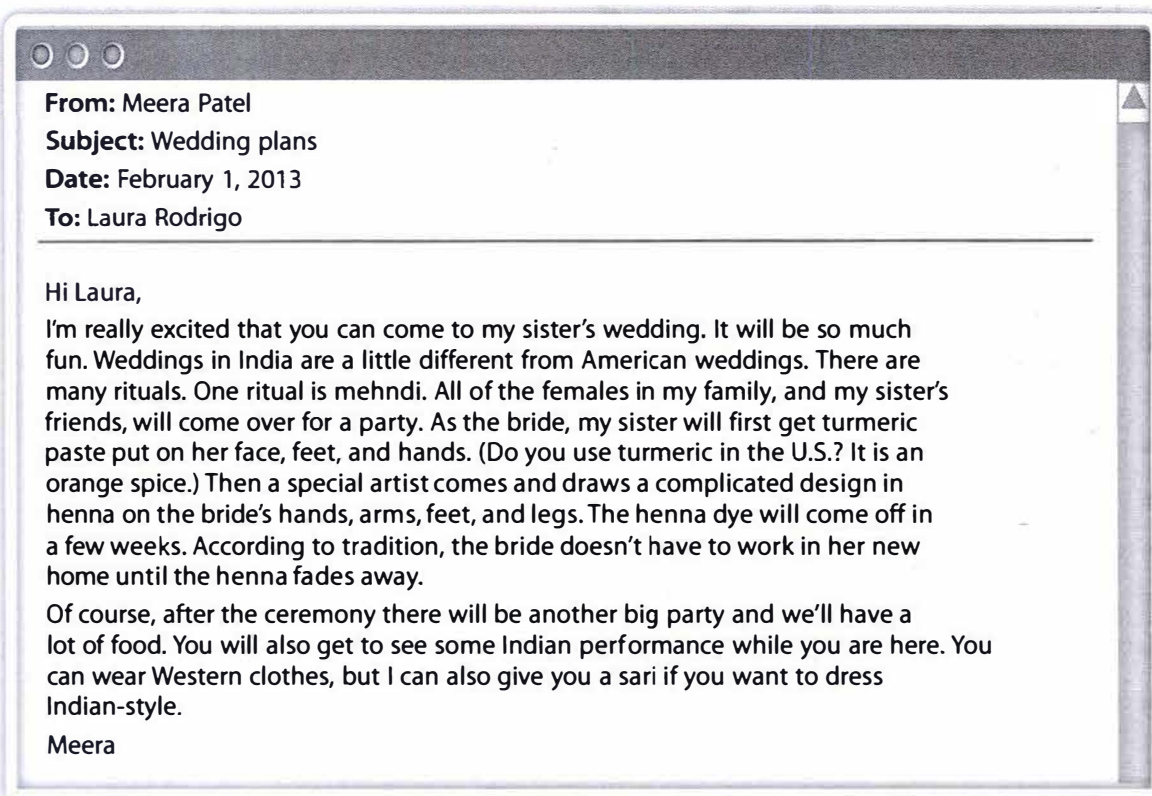 From: Meera Patel
Subject: Wedding plans
Date: February 1, 2013
To: Laura Rodrigo
Hi Laura,
I'm really excited that you can come to my sister's wedding. It will be so much
fun. Weddings in India are a little different from American weddings. There are
many rituals. One ritual is mehndi. All of the females in my family, and my sister's
friends, will come over for a party. As the bride, my sister will first get turmeric
paste put on her face, feet, and hands. (Do you use turmeric in the U.S.? It is an
orange spice.) Then a special artist comes and draws a complicated design in
henna on the bride's hands, arms, feet, and legs. The henna dye will come off in
a few weeks. According to tradition, the bride doesn't have to work in her new
home until the henna fades away.
Of course, after the ceremony there will be another big party and we'll have a
lot of food. You will also get to see some Indian performance while you are here. You
can wear Western clothes, but I can also give you a sari if you want to dress
Indian-style.
Meera